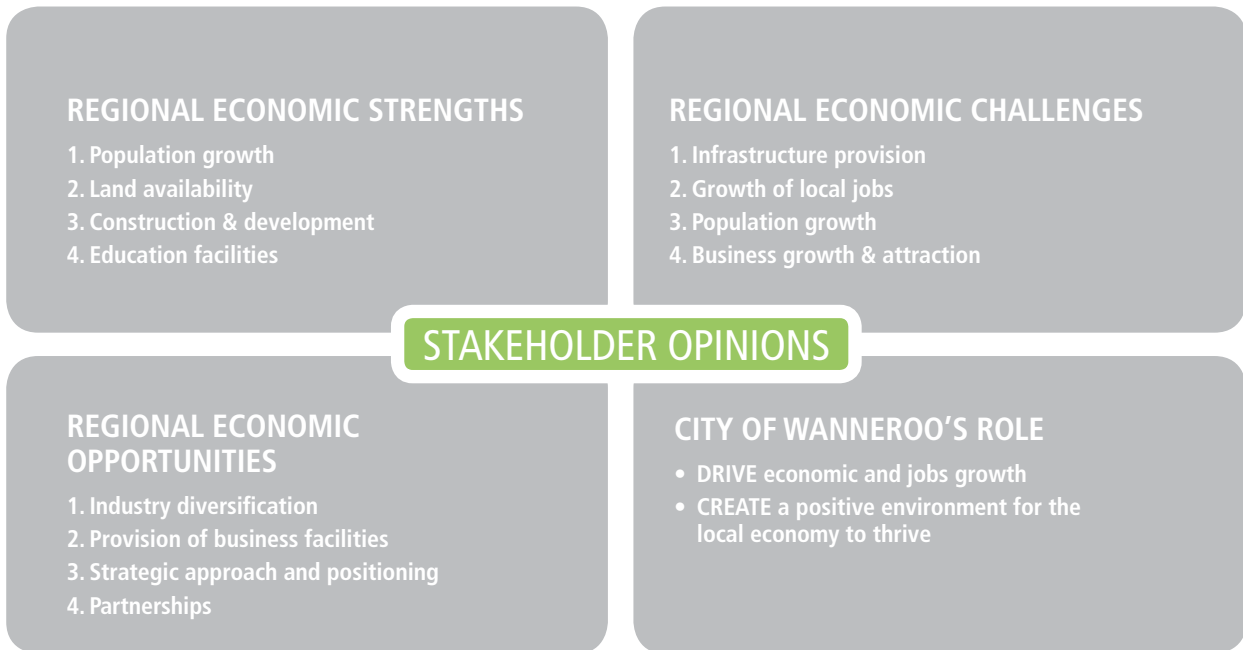 REGIONAL ECONOMIC STRENGTHS
1. Population growth
2. Land availability
3. Construction & development
4. Education facilities
REGIONAL ECONOMIC CHALLENGES
1. Infrastructure provision
2. Growth of local jobs
3. Population growth
4. Business growth & attraction
STAKEHOLDER OPINIONS
REGIONAL ECONOMIC
OPPORTUNITIES
1. Industry diversification
2. Provision of business facilities
3. Strategic approach and positioning
4. Partnerships
CITY OF WANNEROO’S ROLE
• DRIVE economic and jobs growth
• CREATE a positive environment for the
local economy to thrive